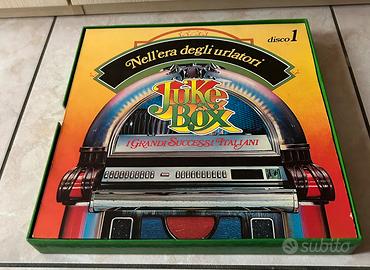 Nell'era degli urlatori
disco 1
Juke
Box
I Grandi Successi Italiani
subito